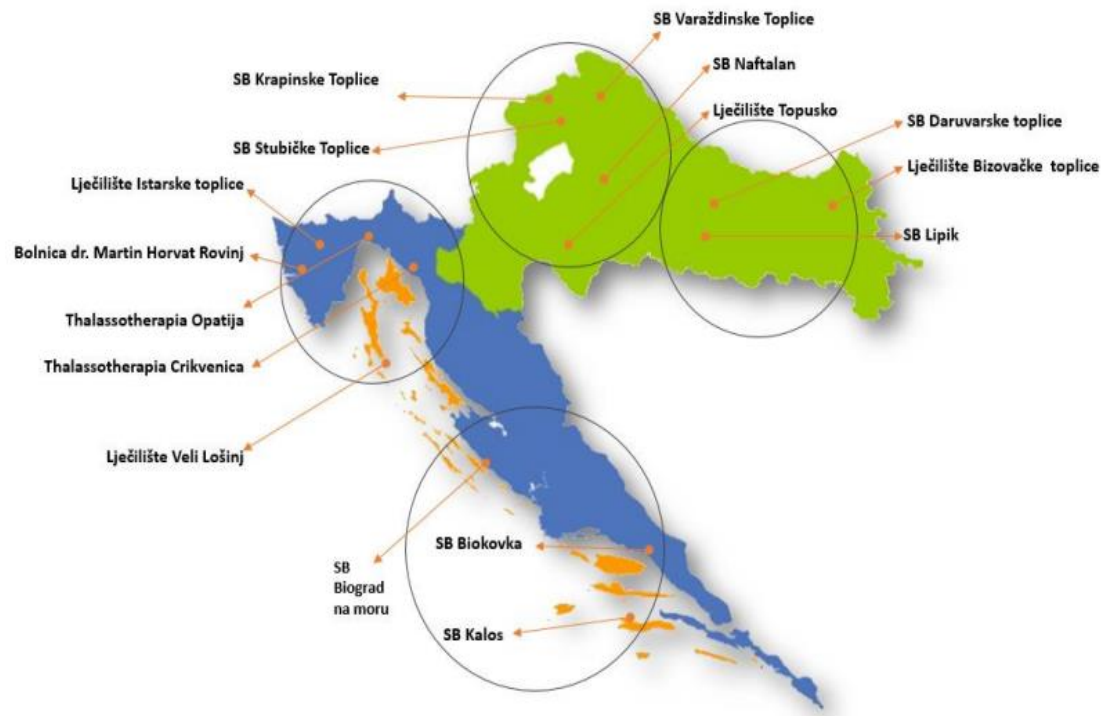 SB Varaždinske Toplice
SB Naftalan
SB Krapinske Toplice
Lječilište Topusko
SB Daruvarske toplice
SB Stubičke Toplice
Lječilište Bizovačke toplice
Lječilište Istarske toplice
SB Lipik
Bolnica dr. Martin Horvat Rovinj
Thalassotherapia Opatija
Thalassotherapia Crikvenica
Lječilište Veli Lošinj
SB Biokovka
SB
Biograd
na moru
SB Kalos